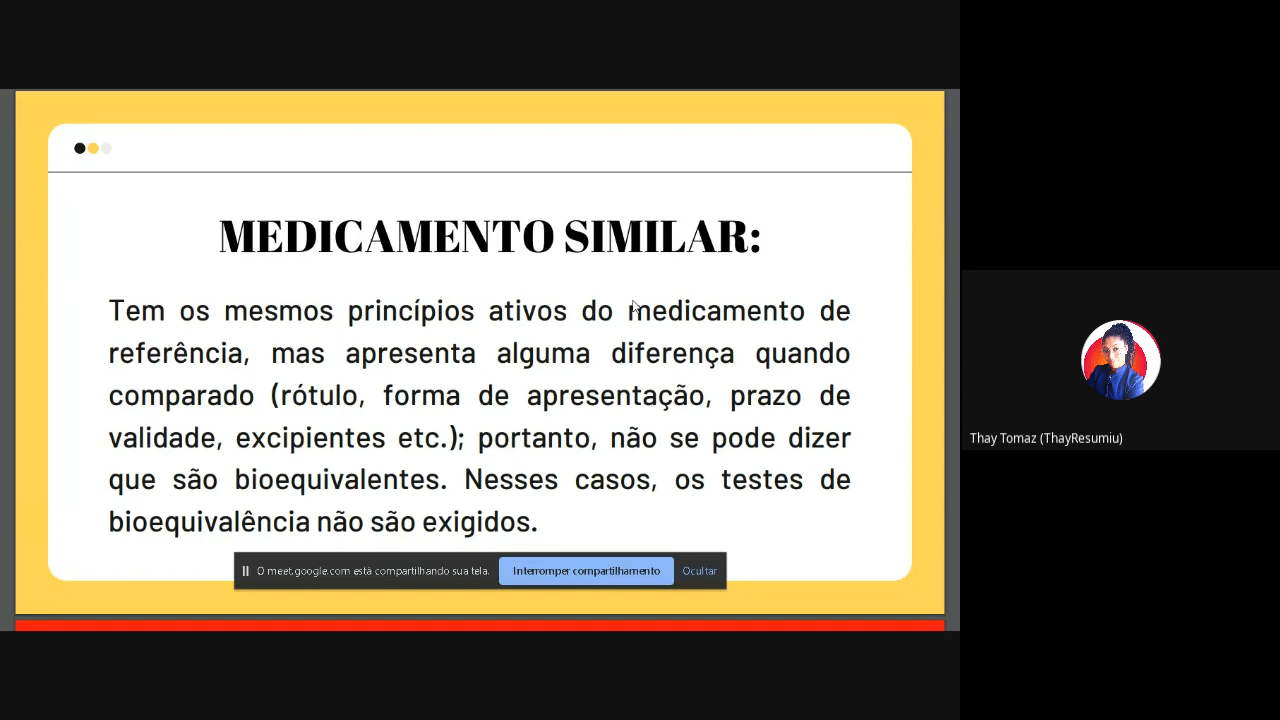 MEDICAMENTO SIMILAR:
Tem os mesmos princípios ativos do medicamento de
referência, mas apresenta alguma diferença quando
comparado (rótulo, forma de apresentação, prazo de
validade, excipientes etc.); portanto, não se pode dizer
que são bioequivalentes. Nesses casos, os testes de
bioequivalência não são exigidos.
O meet.google.com está compartilhando sua tela. Interromper compartilhamento Ocultar
Thay Tomaz (ThayResumiu)